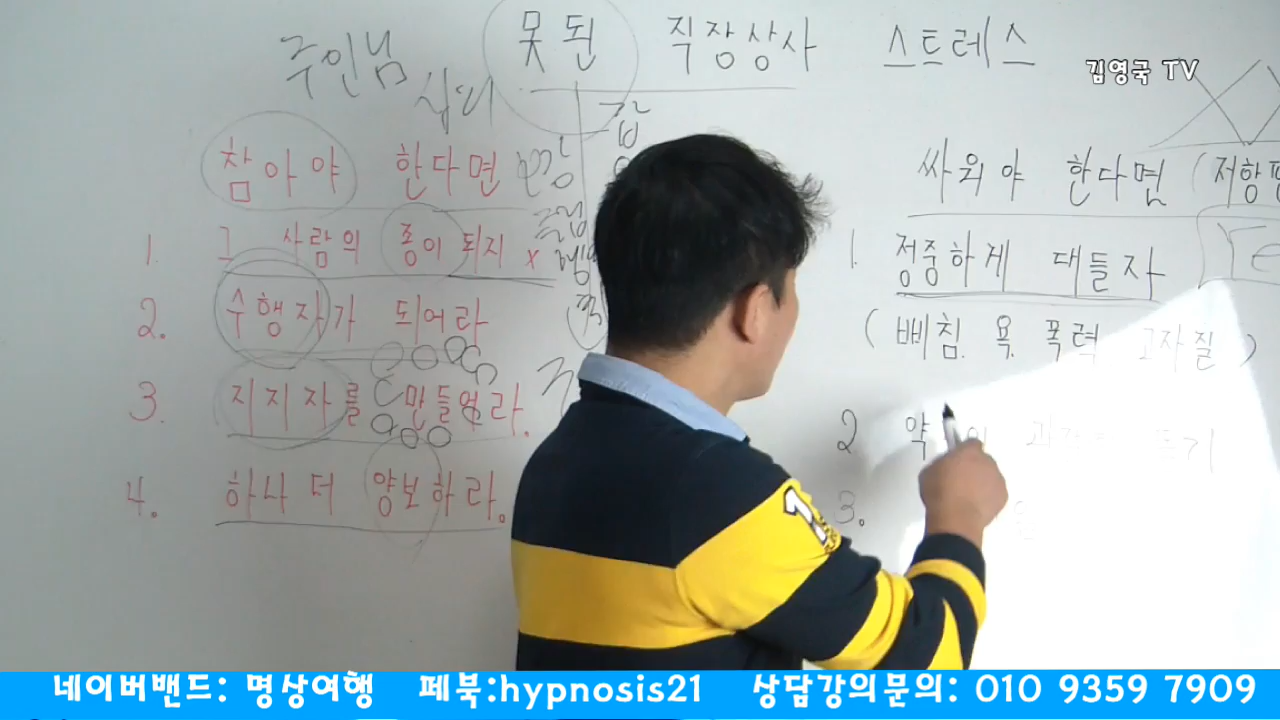 주인님 못된 직장상사 스트레스
김영국 TV
참아야 한다면
1. 그 사람의 종이 되지 x
2. 수행자가 되어라
3. 지지자를 만들어라.
4. 하나 더 양보하라.
싸워야 한다면 (저항
1. 정중하게 대들자
(삐침. 욕. 폭력 고자질)
2
3.
네이버밴드: 명상여행 페북:hypnosis21 상담강의문의: 010 9359 7909